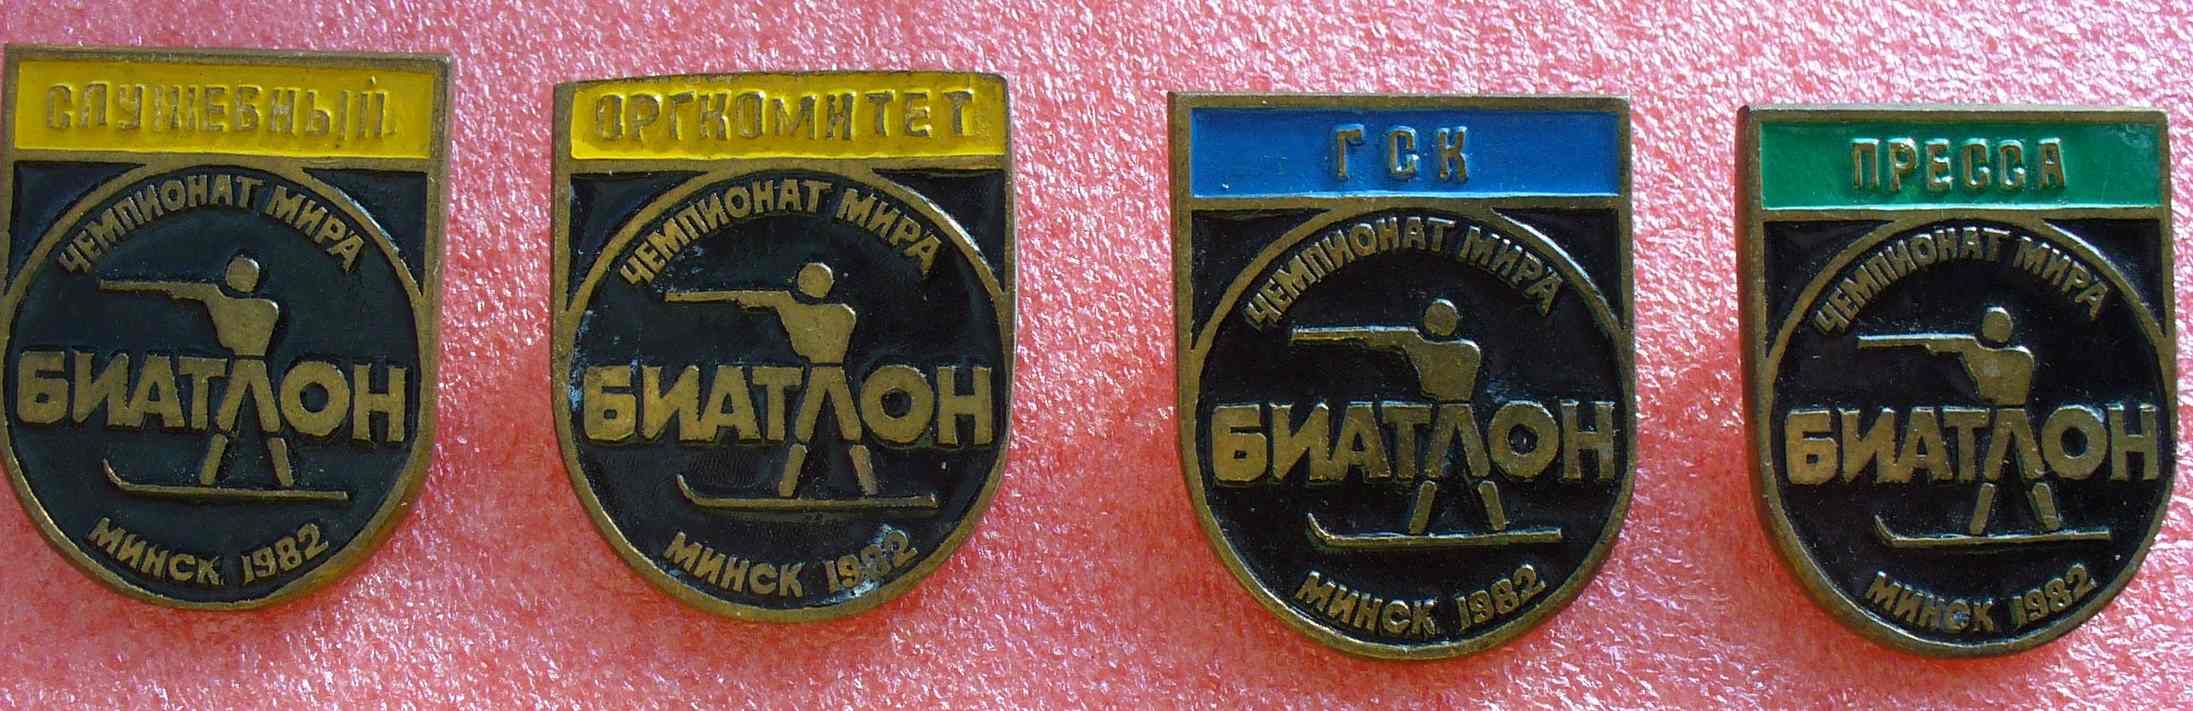 СЛУЖЕБНЫЙ
ЧЕМПИОНАТ МИРА
БИАТЛОН
МИНСК 1982
ОРГКОМИТЕТ
ЧЕМПИОНАТ МИРА
БИАТЛОН
МИНСК 1982
ГСК
ЧЕМПИОНАТ МИРА
БИАТЛОН
МИНСК 1982
ПРЕССА
ЧЕМПИОНАТ МИРА
БИАТЛОН
МИНСК 1982